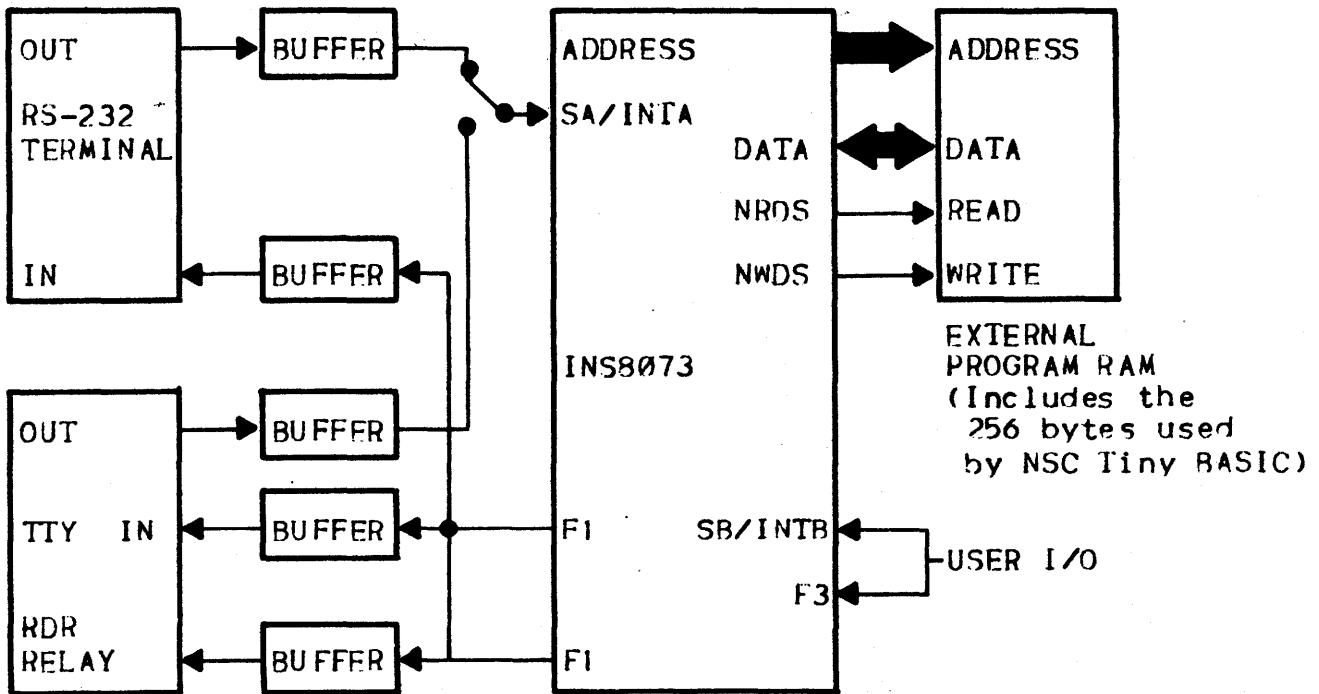 OUT
RS-232
TERMINAL
IN
BUFFER
BUFFER
OUT
TTY IN
RDR
RELAY
BUFFER
BUFFER
BUFFER
ADDRESS
SA/INTA
DATA
NRDS
NWDS
INS8073
F1
SB/INTB
F3
F1
ADDRESS
DATA
READ
WRITE
EXTERNAL
PROGRAM RAM
(Includes the
256 bytes used
by NSC Tiny BASIC)
USER I/O